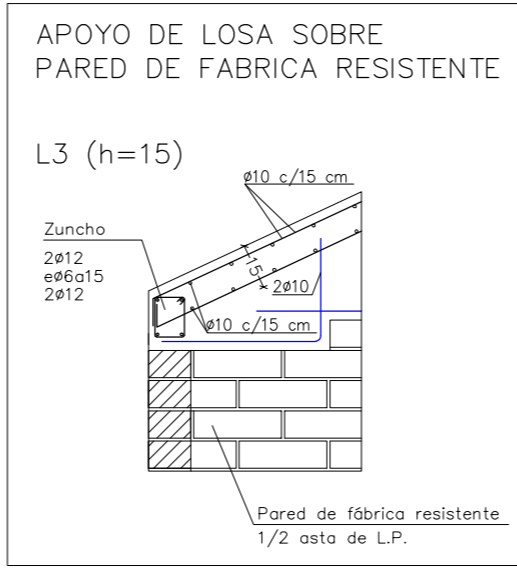 APOYO DE LOSA SOBRE
PARED DE FABRICA RESISTENTE
L3 (h=15)
ø10 c/15 cm
Zuncho
2ø12
eø6a15
2ø12
15
2ø10
ø10 c/15 cm
Pared de fábrica resistente
1/2 asta de L.P.